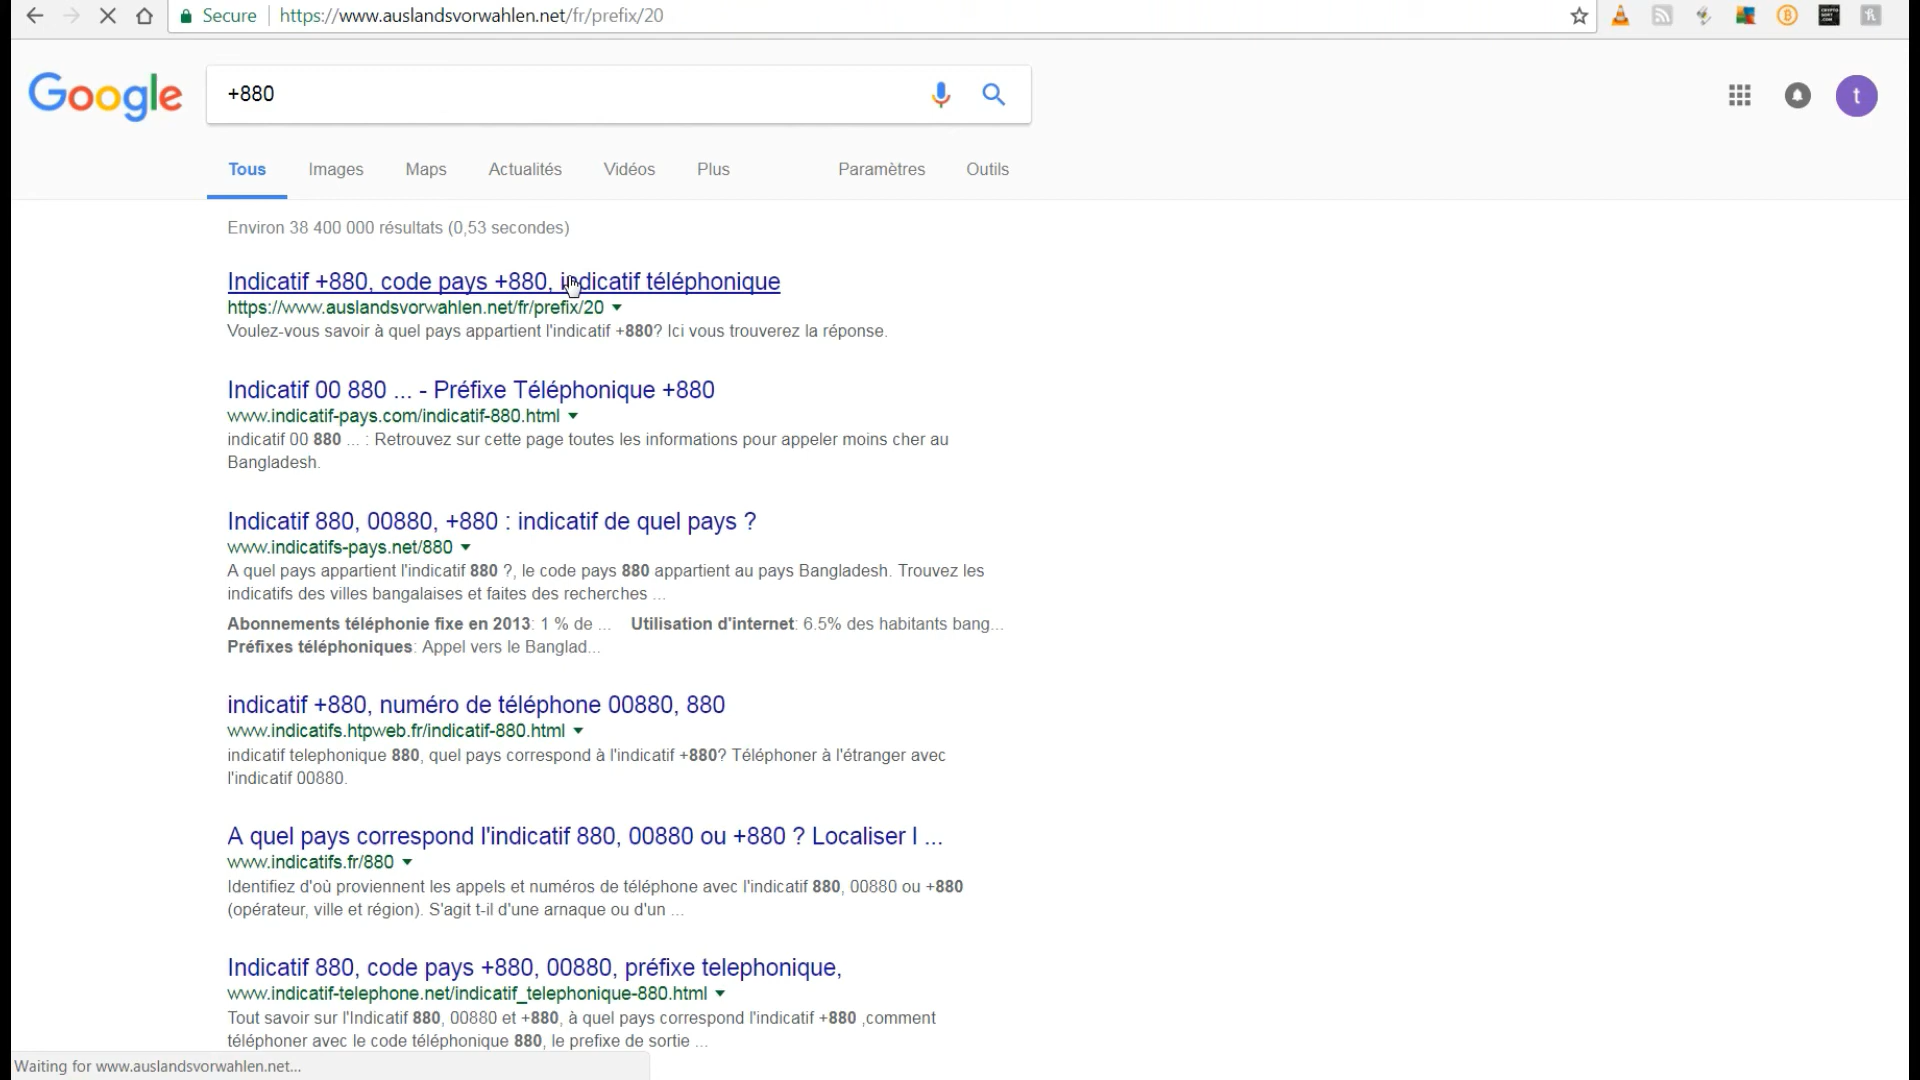 Secure https://www.auslandsvorwahlen.net/fr/prefix/20
Google +880
t
Tous Images Maps Actualités Vidéos Plus Paramètres Outils
Environ 38 400 000 résultats (0,53 secondes)
Indicatif +880, code pays +880, indicatif téléphonique
https://www.auslandsvorwahlen.net/fr/prefix/20
Voulez-vous savoir à quel pays appartient l'indicatif +880? Ici vous trouverez la réponse.
Indicatif 00 880 ... - Préfixe Téléphonique +880
www.indicatif-pays.com/indicatif-880.html
indicatif 00 880 ... : Retrouvez sur cette page toutes les informations pour appeler moins cher au
Bangladesh.
Indicatif 880, 00880, +880 : indicatif de quel pays ?
www.indicatifs-pays.net/880
A quel pays appartient l'indicatif 880 ?, le code pays 880 appartient au pays Bangladesh. Trouvez les
indicatifs des villes bangalaises et faites des recherches ...
Abonnements téléphonie fixe en 2013: 1 % de ... Utilisation d'internet: 6.5% des habitants bang...
Préfixes téléphoniques: Appel vers le Banglad...
indicatif +880, numéro de téléphone 00880, 880
www.indicatifs.htpweb.fr/indicatif-880.html
indicatif telephonique 880, quel pays correspond à l'indicatif +880? Téléphoner à l'étranger avec
l'indicatif 00880.
A quel pays correspond l'indicatif 880, 00880 ou +880 ? Localiser l ...
www.indicatifs.fr/880
Identifiez d'où proviennent les appels et numéros de téléphone avec l'indicatif 880, 00880 ou +880
(opérateur, ville et région). S'agit t-il d'une arnaque ou d'un ...
Indicatif 880, code pays +880, 00880, préfixe telephonique,
www.indicatif-telephone.net/indicatif_telephonique-880.html
Tout savoir sur l'Indicatif 880, 00880 et +880, à quel pays correspond l'indicatif +880 ,comment
téléphoner avec le code téléphonique 880, le prefixe de sortie ...
Waiting for www.auslandsvorwahlen.net...